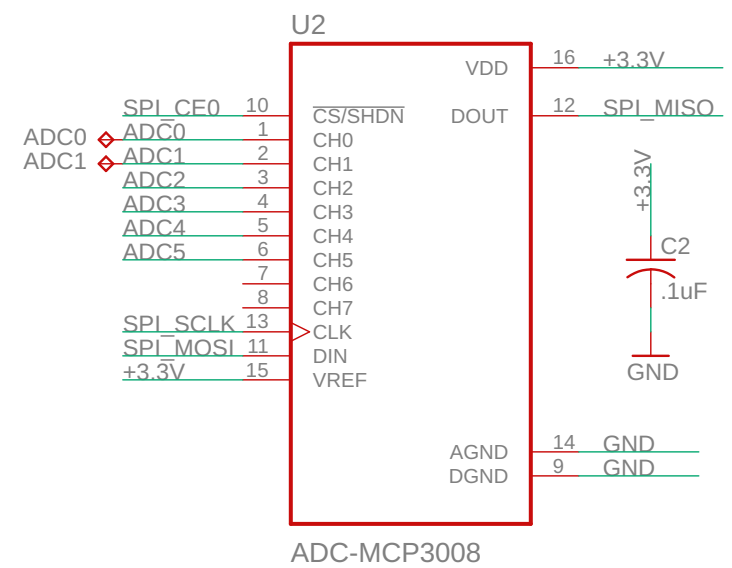 U2
VDD 16 +3.3V
SPI_CE0 10 CS/SHDN DOUT 12 SPI_MISO
ADC0 ADC0 1 CH0
ADC1 ADC1 2 CH1
ADC2 3 CH2
ADC3 4 CH3
ADC4 5 CH4
ADC5 6 CH5
7 CH6
8 CH7
SPI_SCLK 13 CLK
SPI_MOSI 11 DIN
+3.3V 15 VREF
+3.3V
C2
.1uF
GND
AGND 14 GND
DGND 9 GND
ADC-MCP3008